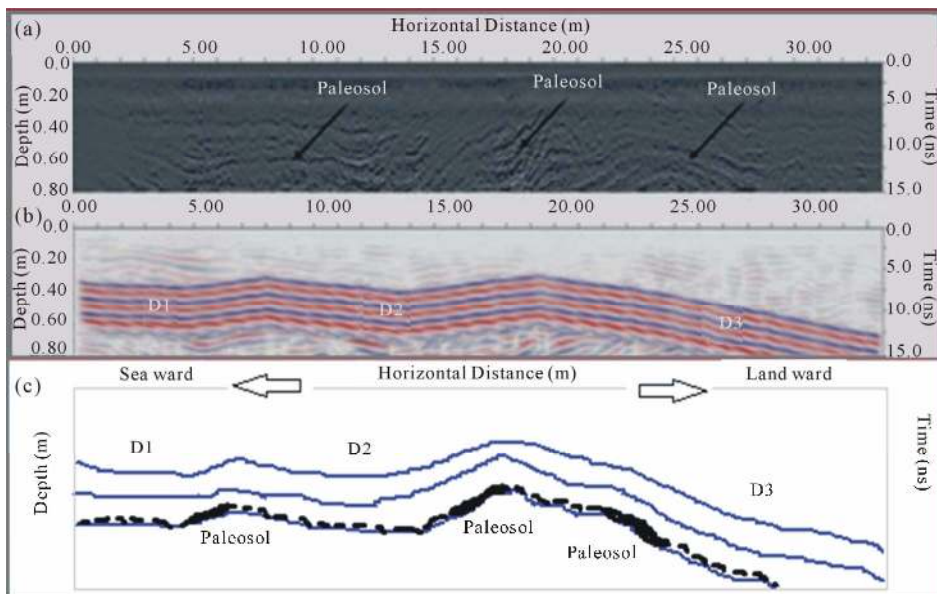 (a)
Horizontal Distance (m)
0.00 5.00 10.00 15.00 20.00 25.00 30.00
Depth (m)
0.0
0.20
0.40
0.60
0.80
Paleosol
Paleosol
Paleosol
Time (ns)
0.0
5.0
10.0
15.0
(b)
0.00 5.00 10.00 15.00 20.00 25.00 30.00
Depth (m)
0.0
0.20
0.40
0.60
0.80
D1
D2
D3
Time (ns)
0.0
5.0
10.0
15.0
(c)
Sea ward
Horizontal Distance (m)
Land ward
Depth (m)
D1
D2
D3
Paleosol
Paleosol
Paleosol
Time (ns)